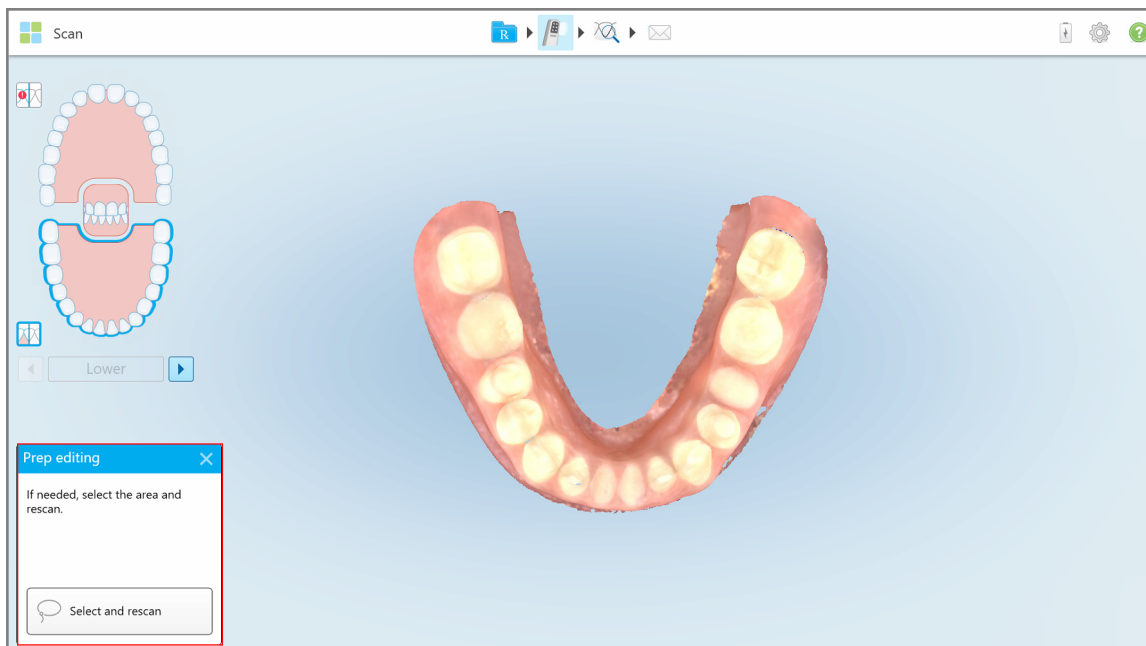 Scan
R
?
!
Lower
Prep editing
If needed, select the area and
rescan.
Select and rescan